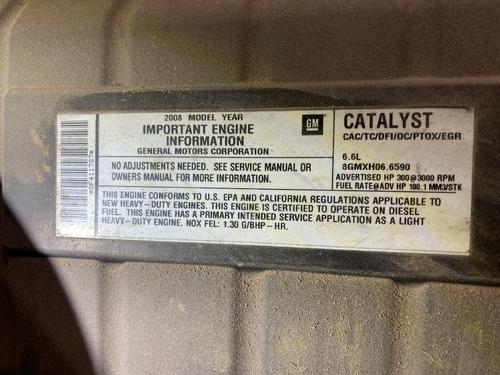 *8F411787*
2008 MODEL YEAR
IMPORTANT ENGINE
INFORMATION
GENERAL MOTORS CORPORATION
GM
NO ADJUSTMENTS NEEDED. SEE SERVICE MANUAL OR
OWNERS MANUAL FOR MORE INFORMATION.
CATALYST
CAC/TC/DFI/OC/PTOX/EGR
6.6L
8GMXH06.6590
ADVERTISED HP 300@3000 RPM
FUEL RATE@ADV HP 100.1 MM3/STK
THIS ENGINE CONFORMS TO U.S. EPA AND CALIFORNIA REGULATIONS APPLICABLE TO
NEW HEAVY-DUTY ENGINES. THIS ENGINE IS CERTIFIED TO OPERATE ON DIESEL
FUEL. THIS ENGINE HAS A PRIMARY INTENDED SERVICE APPLICATION AS A LIGHT
HEAVY-DUTY ENGINE. NOX FEL: 1.30 G/BHP-HR.